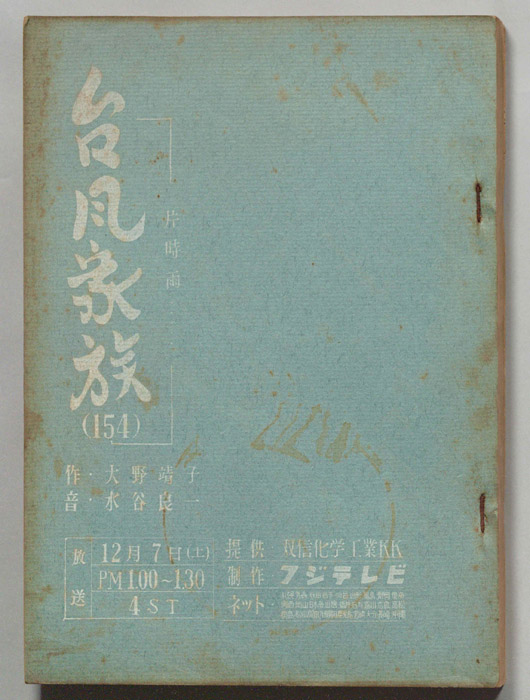 台風家族
(154)
片時雨
作・大野靖子
音・水谷良一
放送
12月7日(土)
PM1.00~1.30
4ST
提供 双信化学工業KK
制作 フジテレビ
ネット・